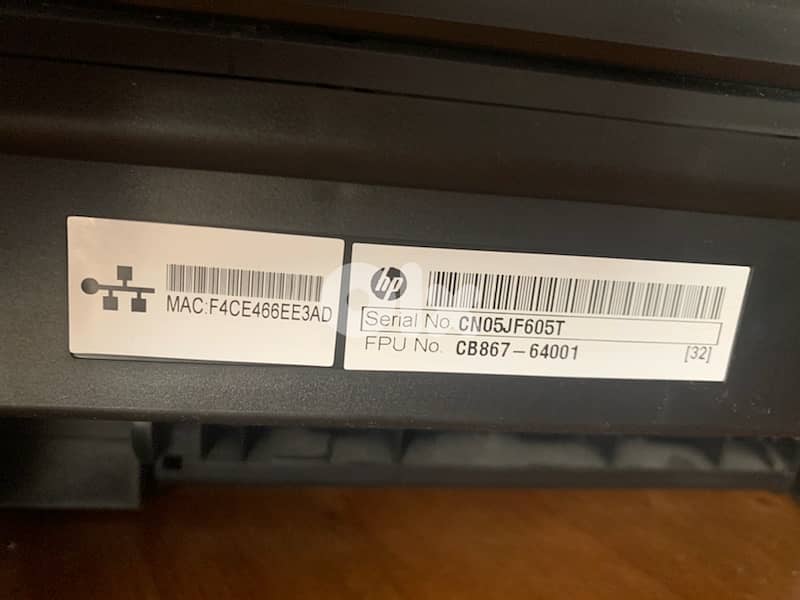 MAC:F4CE466EE3AD
hp
Serial No. CN05JF605T
FPU No. CB867-64001 [32]